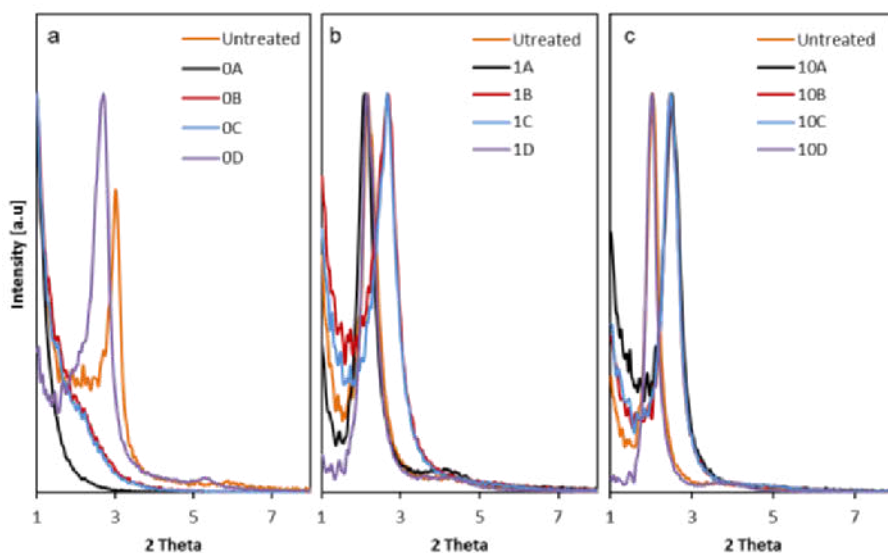 a
Untreated
0A
0B
0C
0D
b
Utreated
1A
1B
1C
1D
c
Untreated
10A
10B
10C
10D
Intensity [a.u]
1 3 5 7
1 3 5 7
1 3 5 7
2 Theta
2 Theta
2 Theta